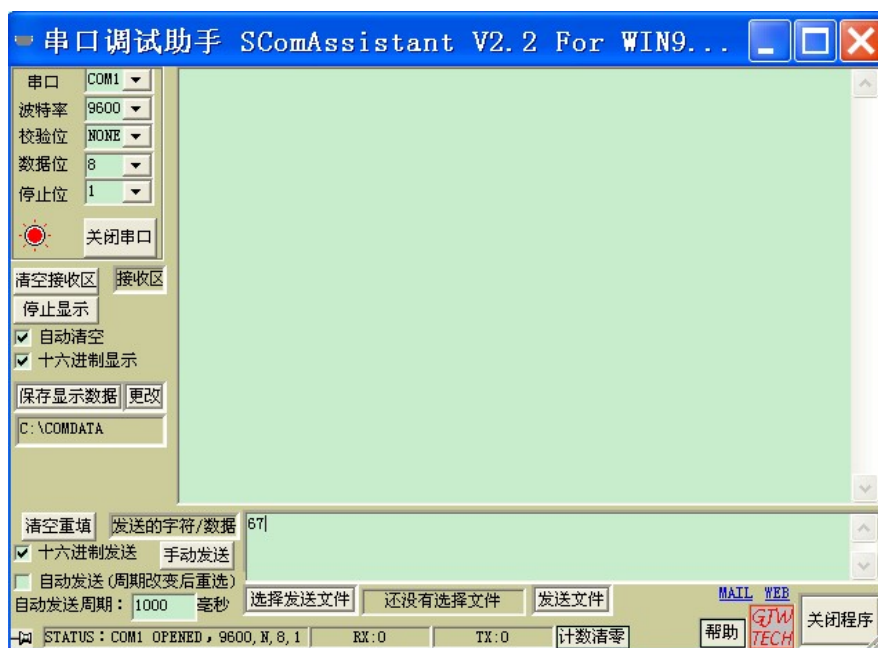 串口调试助手 SComAssistant V2.2 For WIN9...
串口 COM1
波特率 9600
校验位 NONE
数据位 8
停止位 1
关闭串口
清空接收区 接收区
停止显示
自动清空
十六进制显示
保存显示数据 更改
C:\COMDATA
清空重填 发送的字符/数据 67
十六进制发送 手动发送
自动发送(周期改变后重选)
自动发送周期: 1000 毫秒 选择发送文件 还没有选择文件 发送文件 MAIL WEB
STATUS:COM1 OPENED,9600,N,8,1 RX:0 TX:0 计数清零 帮助 GJW TECH 关闭程序